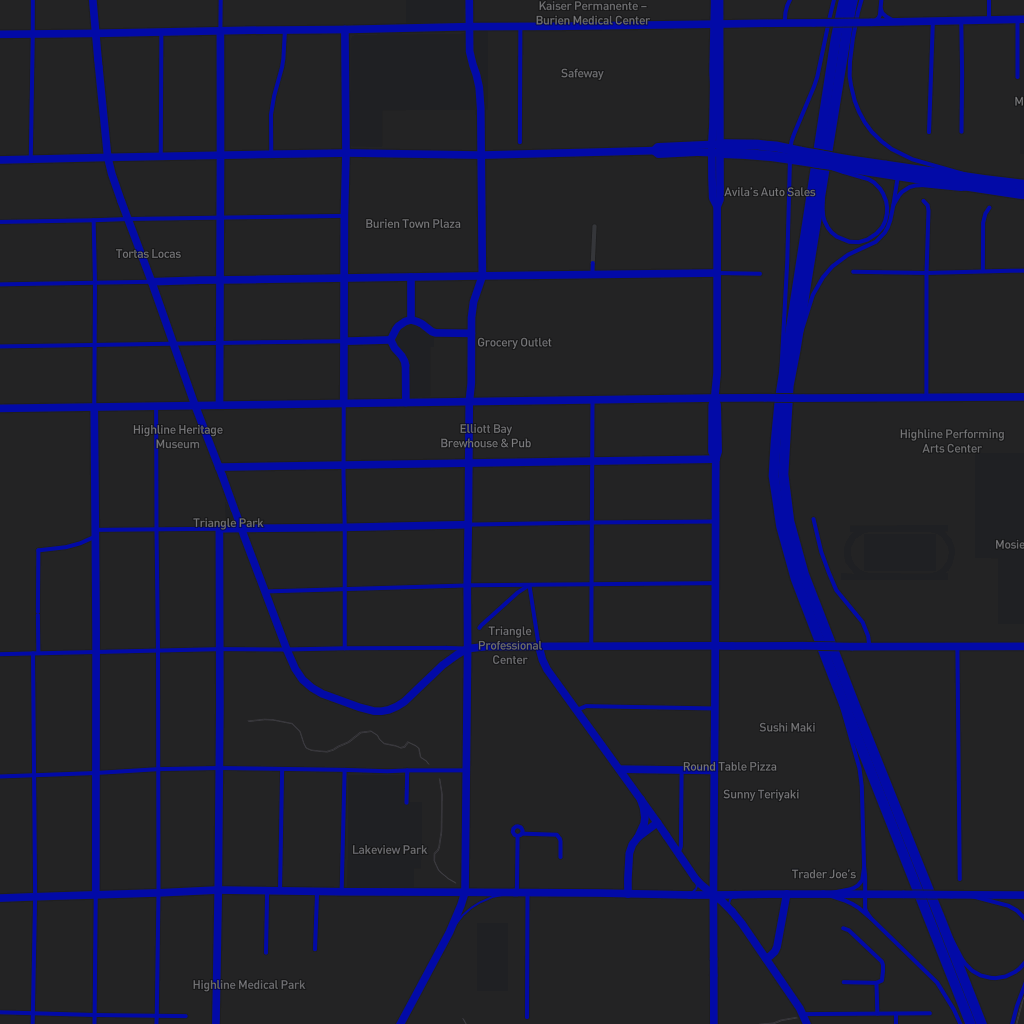 Kaiser Permanente –
Burien Medical Center
Safeway
M
Avila's Auto Sales
Burien Town Plaza
Tortas Locas
Grocery Outlet
Highline Heritage
Museum
Elliott Bay
Brewhouse & Pub
Highline Performing
Arts Center
Triangle Park
Mosie
Triangle
Professional
Center
Sushi Maki
Round Table Pizza
Sunny Teriyaki
Lakeview Park
Trader Joe's
Highline Medical Park